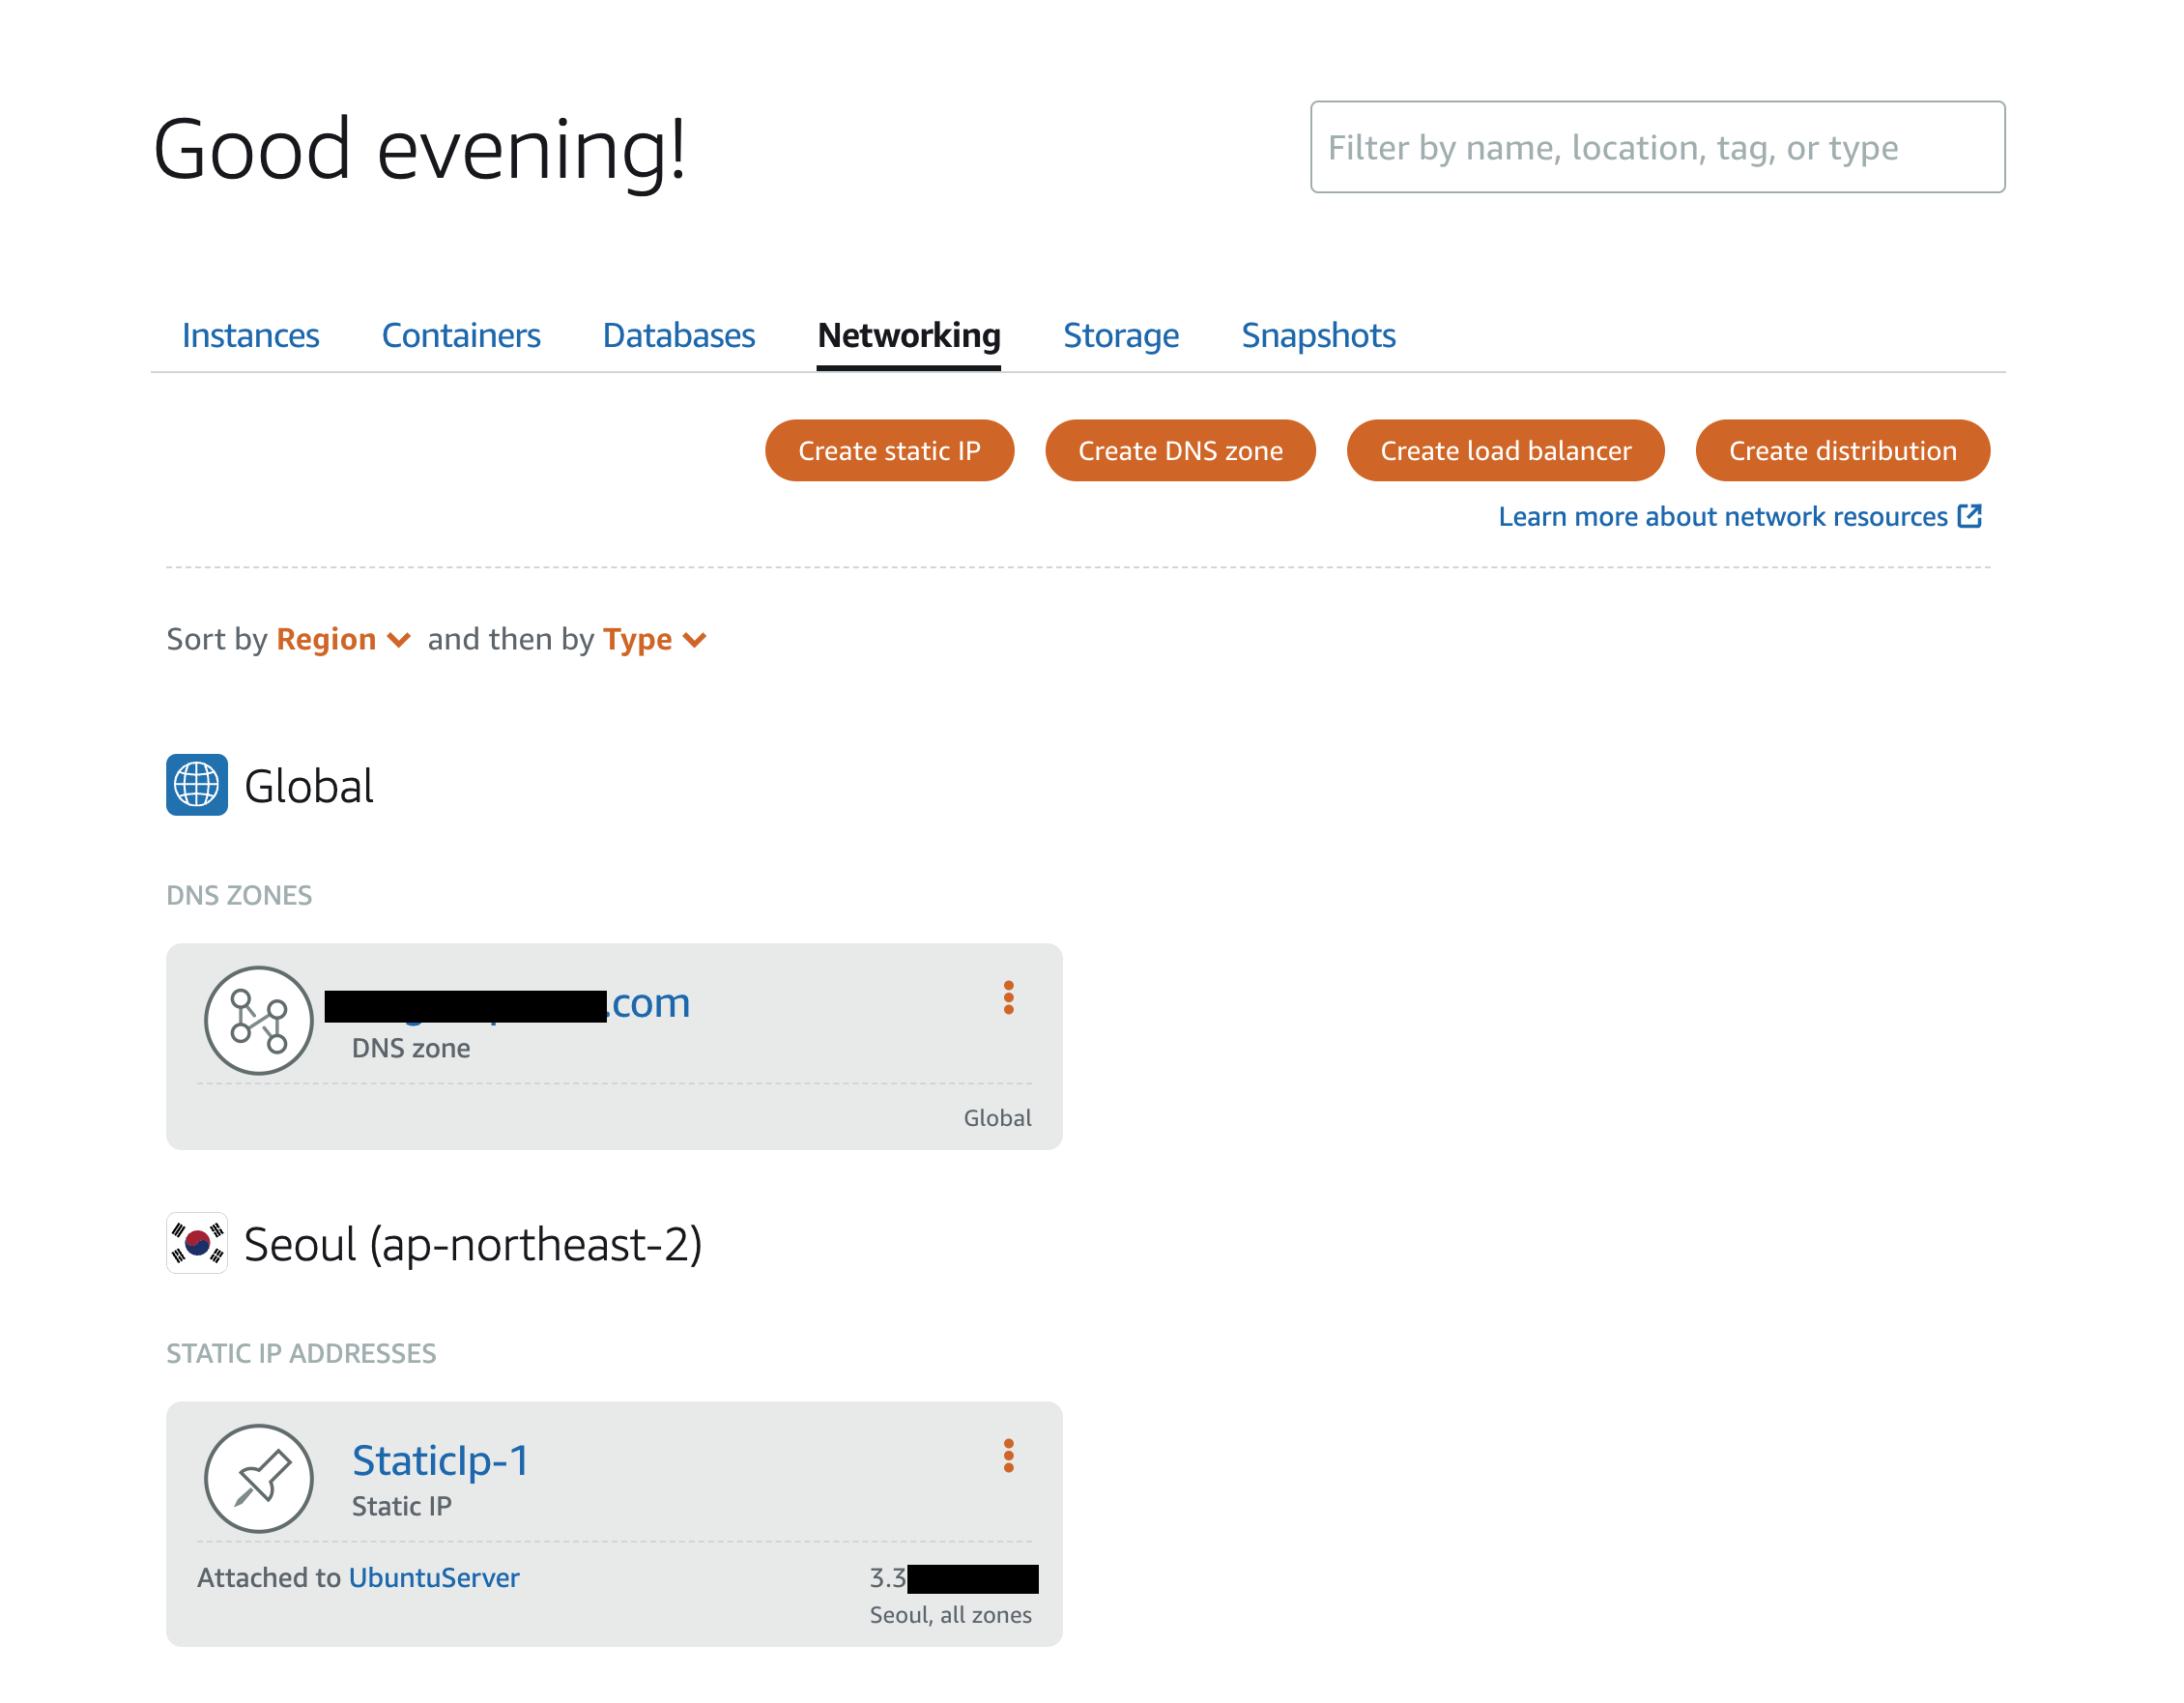 Good evening!
Filter by name, location, tag, or type
Instances Containers Databases Networking Storage Snapshots
Create static IP Create DNS zone Create load balancer Create distribution
Learn more about network resources
Sort by Region and then by Type
Global
DNS ZONES
.com
DNS zone
Global
Seoul (ap-northeast-2)
STATIC IP ADDRESSES
StaticIp-1
Static IP
Attached to UbuntuServer
3.3
Seoul, all zones